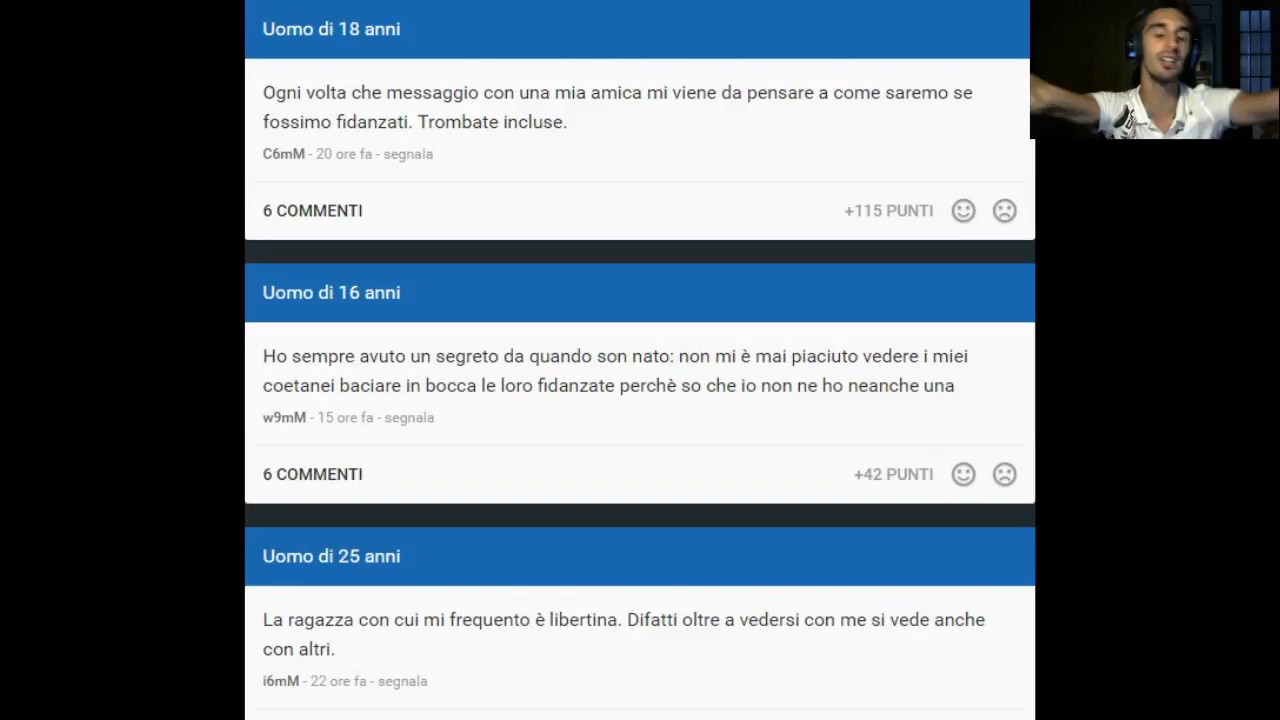 Uomo di 18 anni
Ogni volta che messaggio con una mia amica mi viene da pensare a come saremo se
fossimo fidanzati. Trombate incluse.
C6mM - 20 ore fa - segnala
6 COMMENTI +115 PUNTI
Uomo di 16 anni
Ho sempre avuto un segreto da quando son nato: non mi è mai piaciuto vedere i miei
coetanei baciare in bocca le loro fidanzate perchè so che io non ne ho neanche una
w9mM - 15 ore fa - segnala
6 COMMENTI +42 PUNTI
Uomo di 25 anni
La ragazza con cui mi frequento è libertina. Difatti oltre a vedersi con me si vede anche
con altri.
i6mM - 22 ore fa - segnala